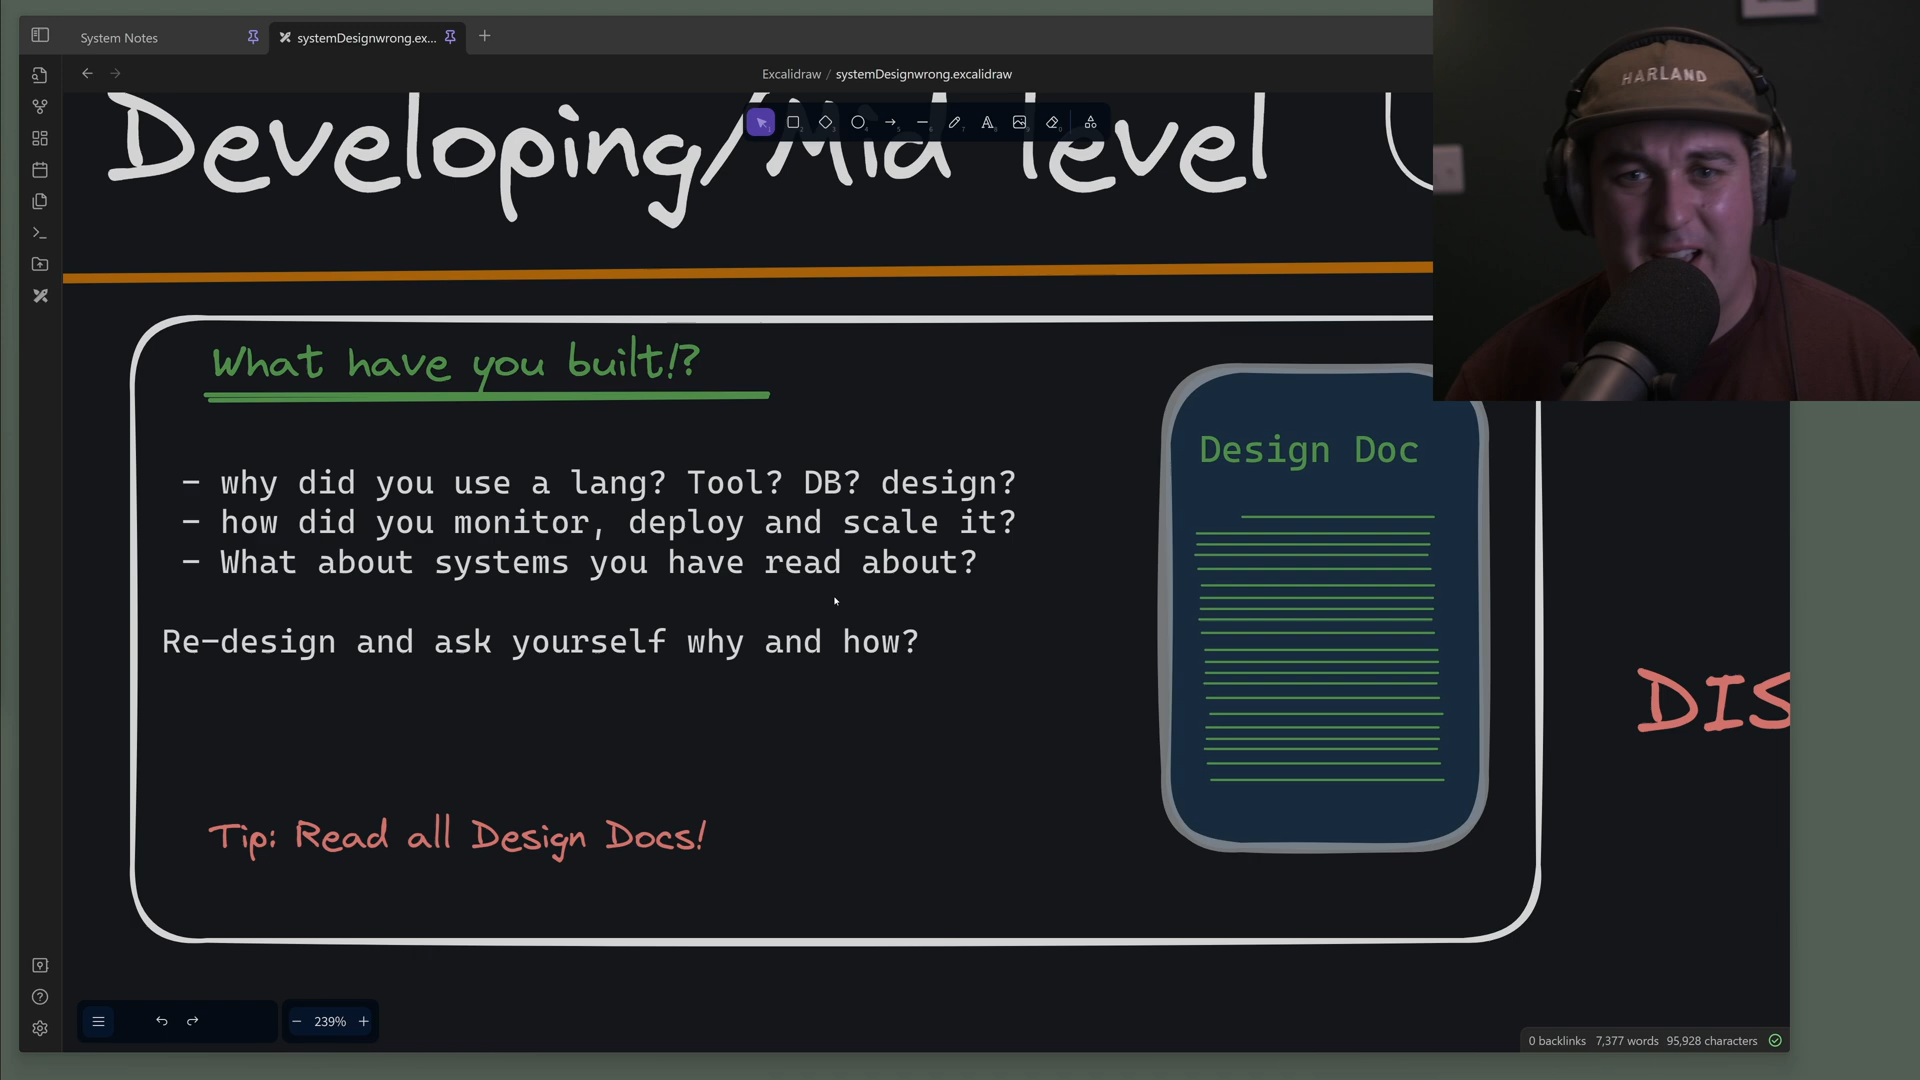 System Notes
systemDesignwrong.ex...
Excalidraw / systemDesignwrong.excalidraw
HARLAND
Developing/Mid level
What have you built!?
Design Doc
- why did you use a lang? Tool? DB? design?
- how did you monitor, deploy and scale it?
- What about systems you have read about?
Re-design and ask yourself why and how?
DIS
Tip: Read all Design Docs!
239%
0 backlinks 7,377 words 95,928 characters